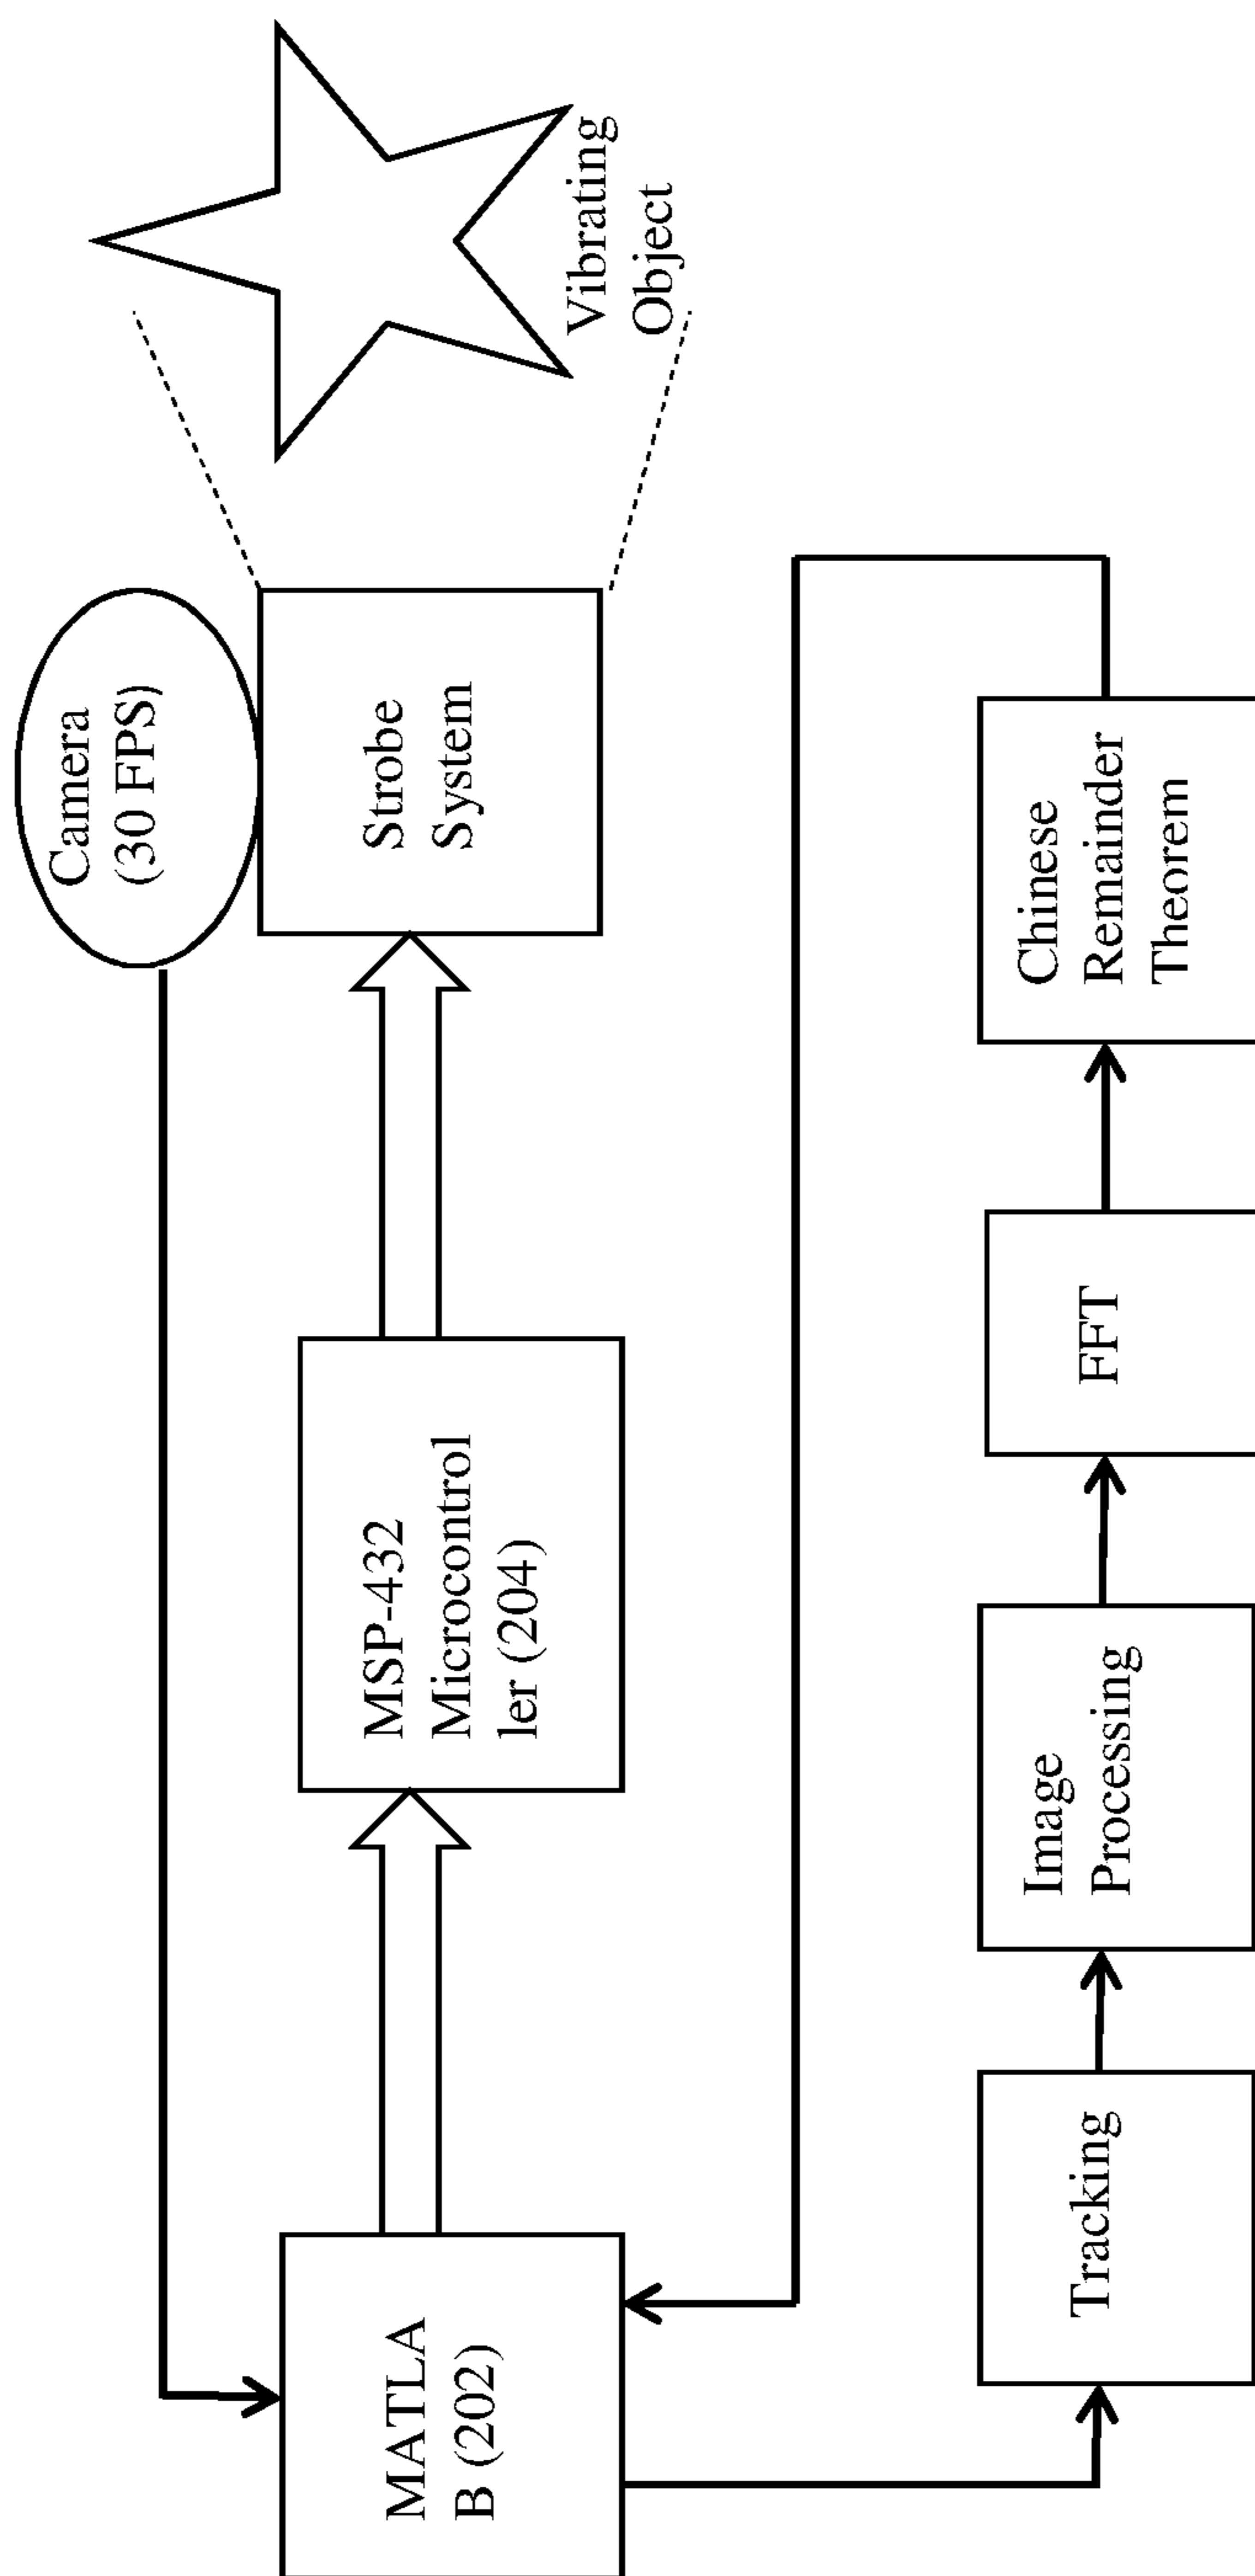 Camera
(30 FPS)
MATLA
B (202)
MSP-432
Microcontrol
ler (204)
Strobe
System
Vibrating
Object
Tracking
Image
Processing
FFT
Chinese
Remainder
Theorem